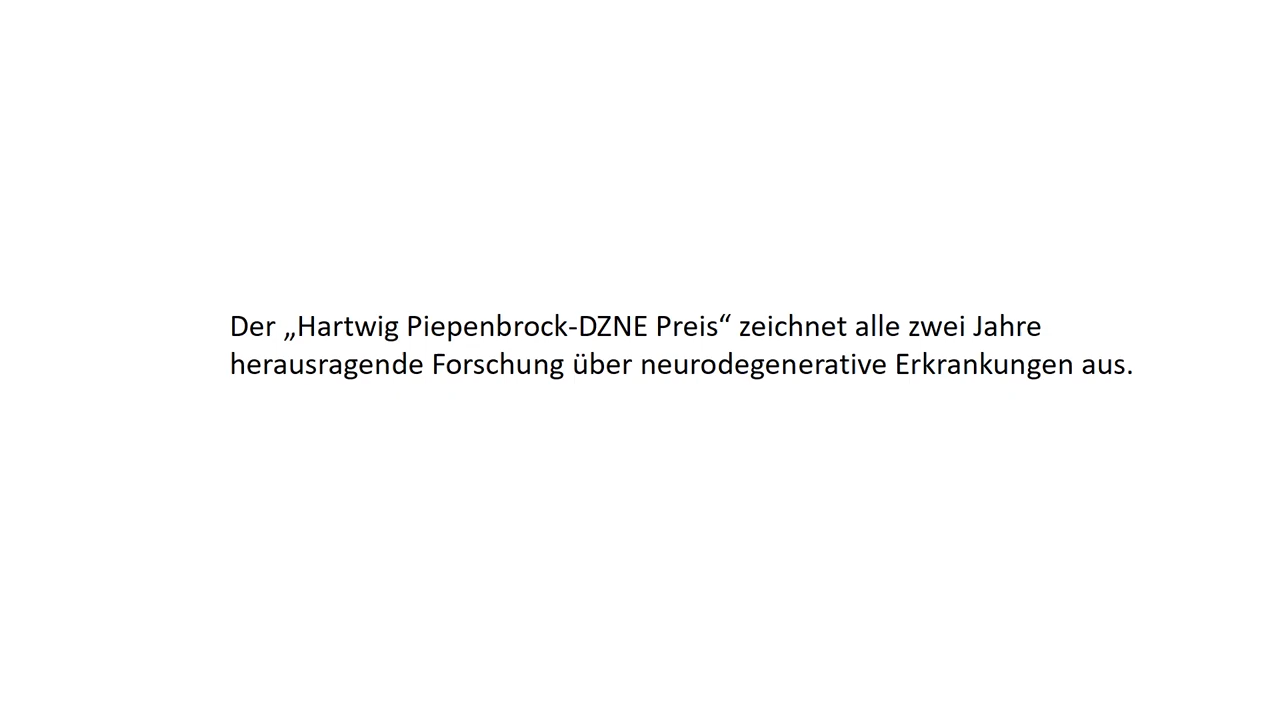 Der „Hartwig Piepenbrock-DZNE Preis“ zeichnet alle zwei Jahre
herausragende Forschung über neurodegenerative Erkrankungen aus.